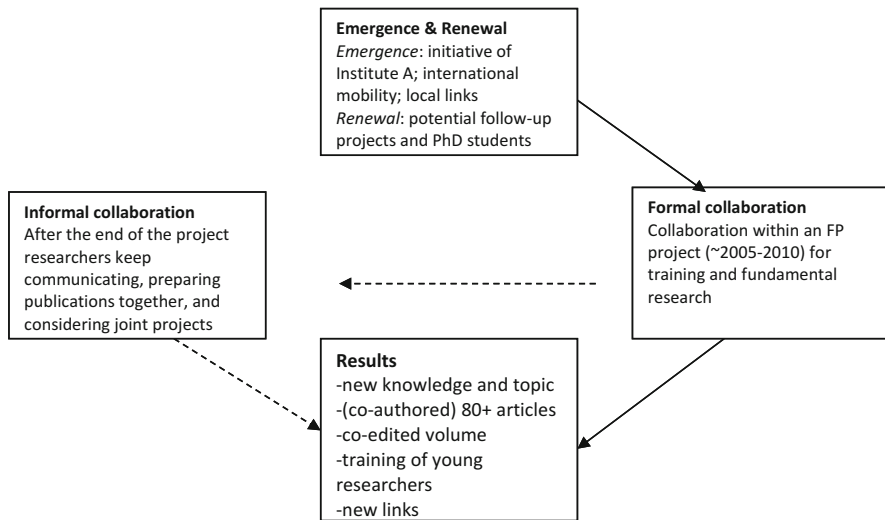 Emergence & Renewal
Emergence: initiative of
Institute A; international
mobility; local links
Renewal: potential follow-up
projects and PhD students
Informal collaboration
After the end of the project
researchers keep
communicating, preparing
publications together, and
considering joint projects
Formal collaboration
Collaboration within an FP
project (~2005-2010) for
training and fundamental
research
Results
-new knowledge and topic
-(co-authored) 80+ articles
-co-edited volume
-training of young
researchers
-new links